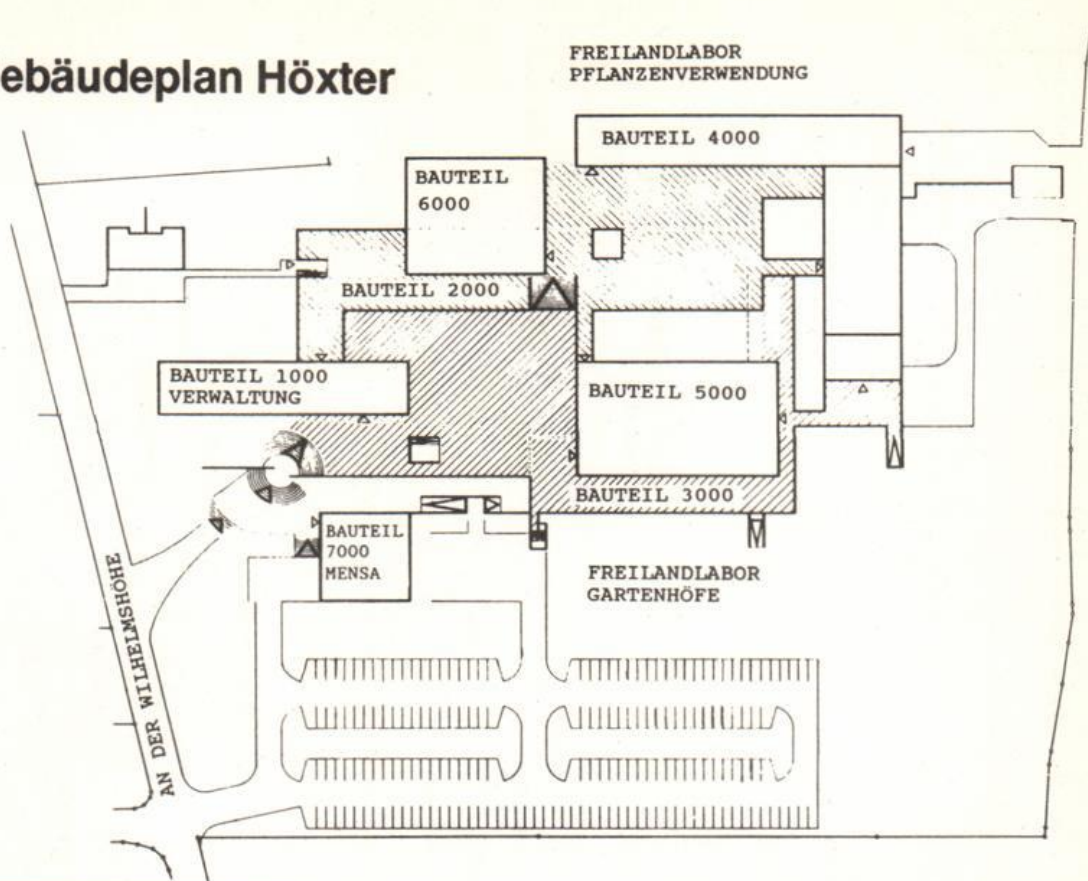 ebäudeplan Höxter
FREILANDLABOR
PFLANZENVERWENDUNG
BAUTEIL 4000
BAUTEIL
6000
BAUTEIL 2000
BAUTEIL 1000
VERWALTUNG
BAUTEIL 5000
BAUTEIL 3000
BAUTEIL
7000
MENSA
FREILANDLABOR
GARTENHÖFE
AN DER WILHELMSHÖHE